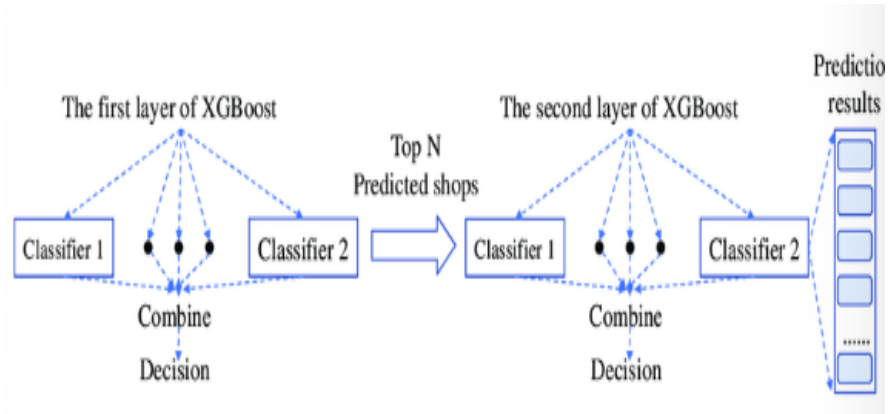 Predictio
results
The first layer of XGBoost
The second layer of XGBoost
Top N
Predicted shops
Classifier 1
Classifier 2
Classifier 1
Classifier 2
Combine
Combine
Decision
Decision
......